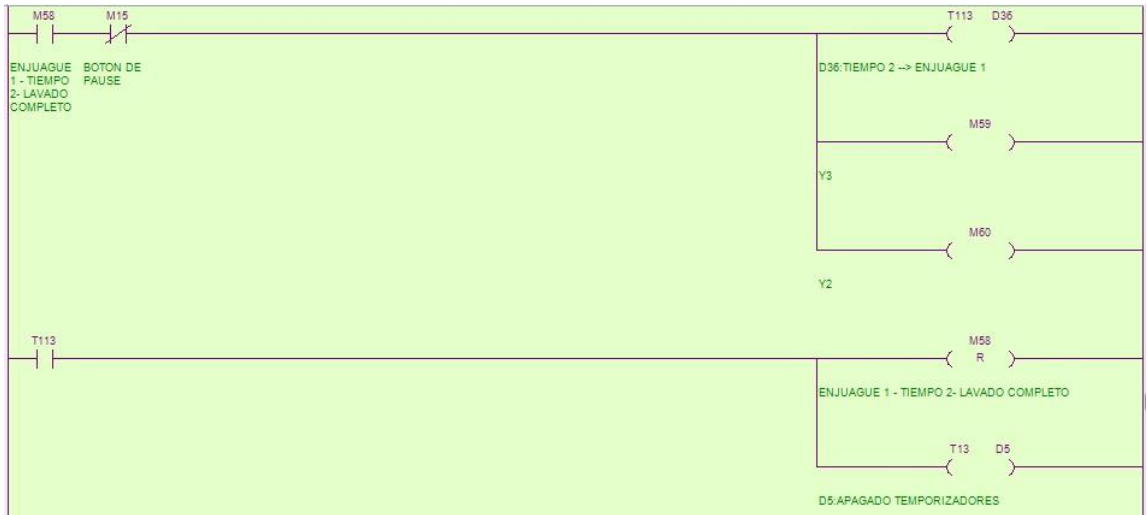 M58 M15 T113 D36
ENJUAGUE
1 - TIEMPO
2- LAVADO
COMPLETO
BOTON DE
PAUSE
D36:TIEMPO 2 --> ENJUAGUE 1
M59
Y3
M60
Y2
T113 M58
R
ENJUAGUE 1 - TIEMPO 2- LAVADO COMPLETO
T13 D5
D5:APAGADO TEMPORIZADORES